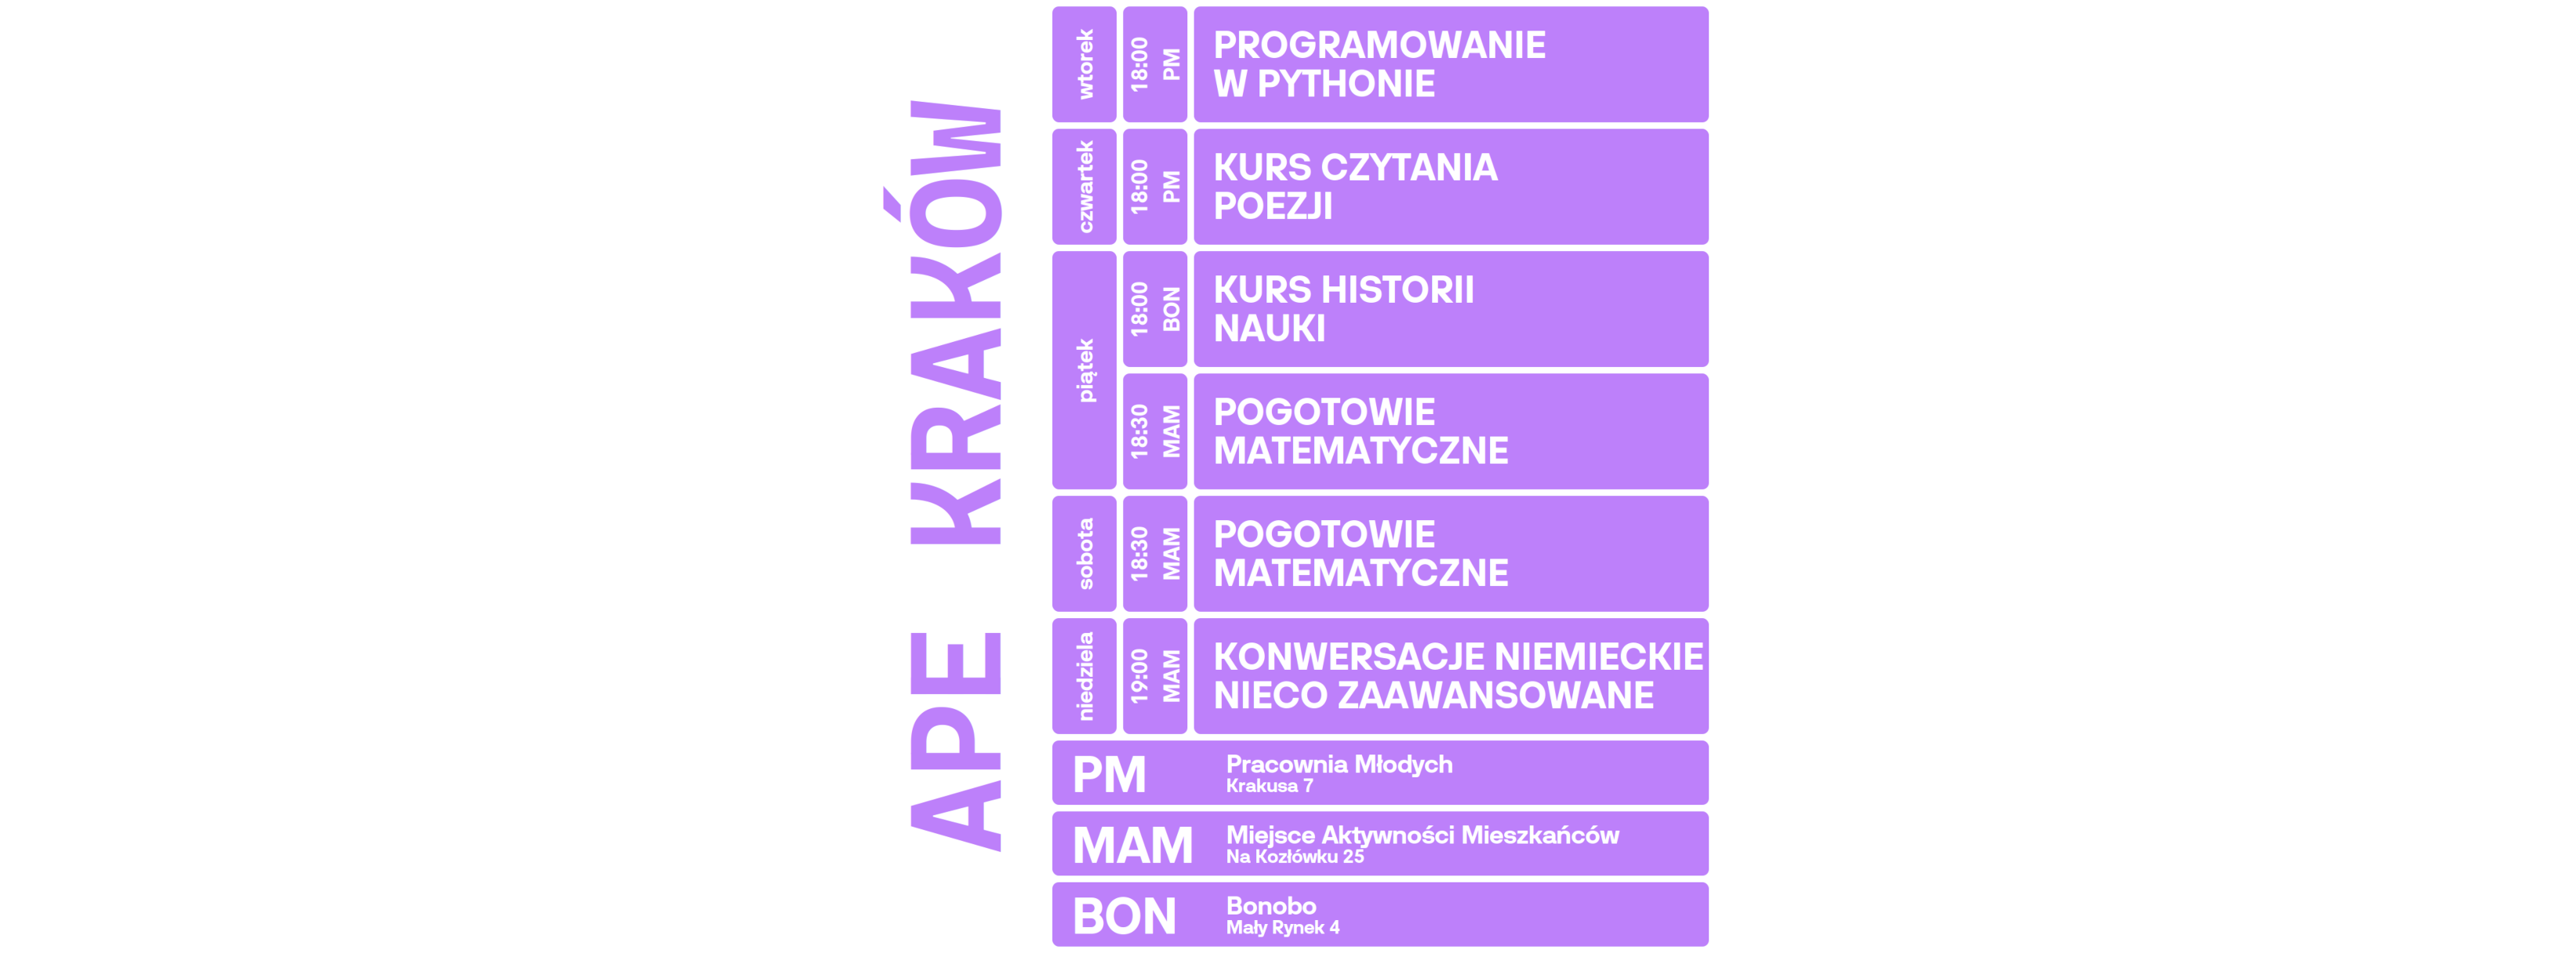 APE KRAKÓW
wtorek
18:00
PM
PROGRAMOWANIE
W PYTHONIE
czwartek
18:00
PM
KURS CZYTANIA
POEZJI
piątek
18:00
BON
KURS HISTORII
NAUKI
18:30
MAM
POGOTOWIE
MATEMATYCZNE
sobota
18:30
MAM
POGOTOWIE
MATEMATYCZNE
niedziela
19:00
MAM
KONWERSACJE NIEMIECKIE
NIECO ZAAWANSOWANE
PM
Pracownia Młodych
Krakusa 7
MAM
Miejsce Aktywności Mieszkańców
Na Kozłówku 25
BON
Bonobo
Mały Rynek 4